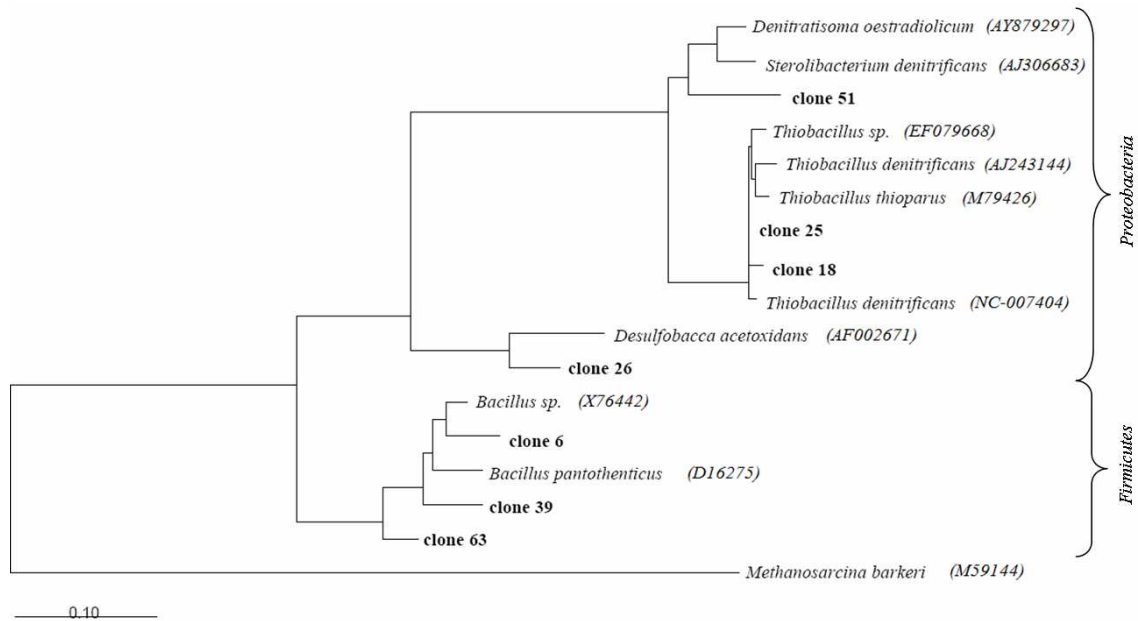 Denitratisoma oestradiolicum (AY879297)
Sterolibacterium denitrificans (AJ306683)
clone 51
Thiobacillus sp. (EF079668)
Thiobacillus denitrificans (AJ243144)
Thiobacillus thioparus (M79426)
clone 25
clone 18
Thiobacillus denitrificans (NC-007404)
Desulfobacca acetoxidans (AF002671)
clone 26
Proteobacteria
Bacillus sp. (X76442)
clone 6
Bacillus pantothenticus (D16275)
clone 39
clone 63
Firmicutes
Methanosarcina barkeri (M59144)
0.10